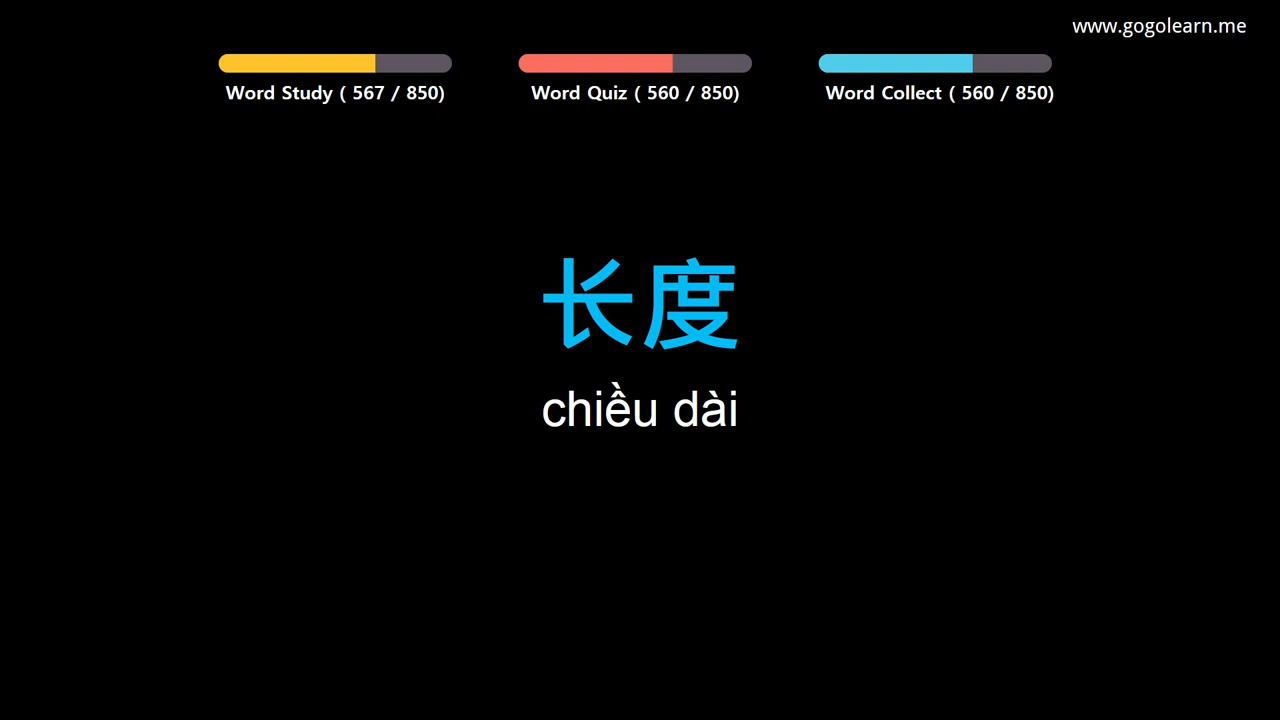 www.gogolearn.me
Word Study ( 567 / 850)
Word Quiz ( 560 / 850)
Word Collect ( 560 / 850)
长度
chiều dài